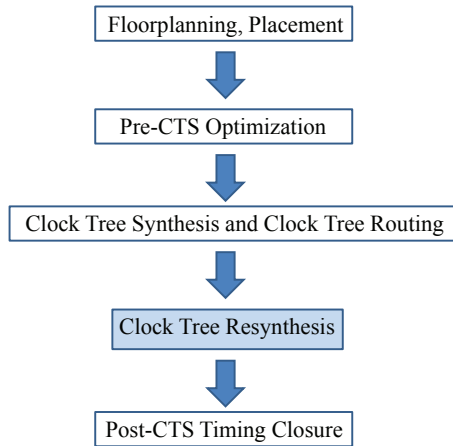 Floorplanning, Placement
Pre-CTS Optimization
Clock Tree Synthesis and Clock Tree Routing
Clock Tree Resynthesis
Post-CTS Timing Closure